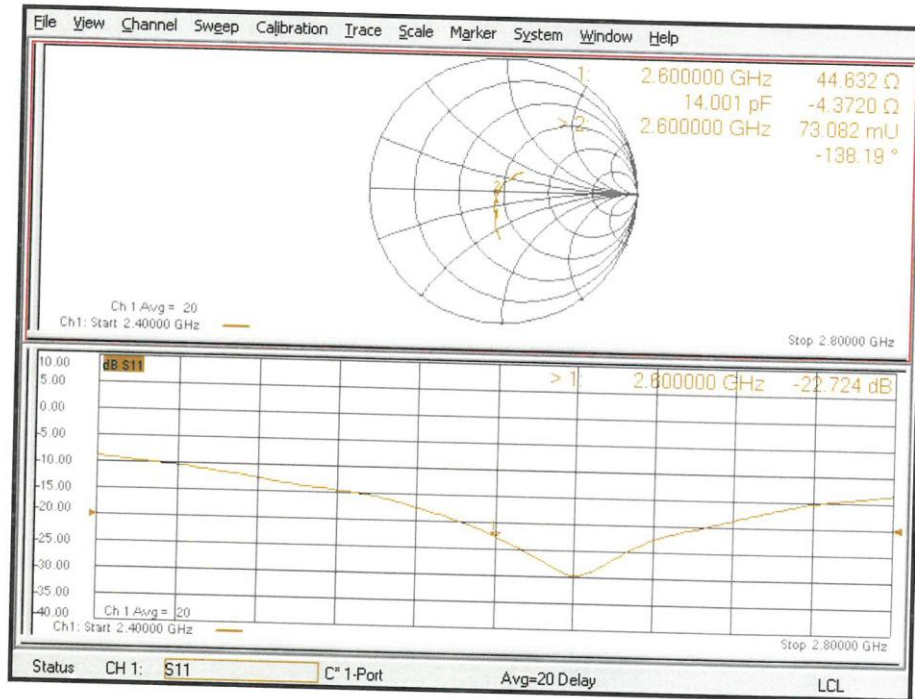 File View Channel Sweep Calibration Trace Scale Marker System Window Help
1: 2.600000 GHz 44.632 Ω
14.001 pF -4.3720 Ω
> 2: 2.600000 GHz 73.082 mU
-138.19 °
Ch 1 Avg = 20
Ch1: Start 2.40000 GHz
Stop 2.80000 GHz
10.00
dB S11
> 1: 2.600000 GHz -22.724 dB
5.00
0.00
-5.00
-10.00
-15.00
-20.00
-25.00
-30.00
-35.00
-40.00
Ch 1 Avg = 20
Ch1: Start 2.40000 GHz
Stop 2.80000 GHz
Status CH 1: S11 C* 1-Port Avg=20 Delay LCL